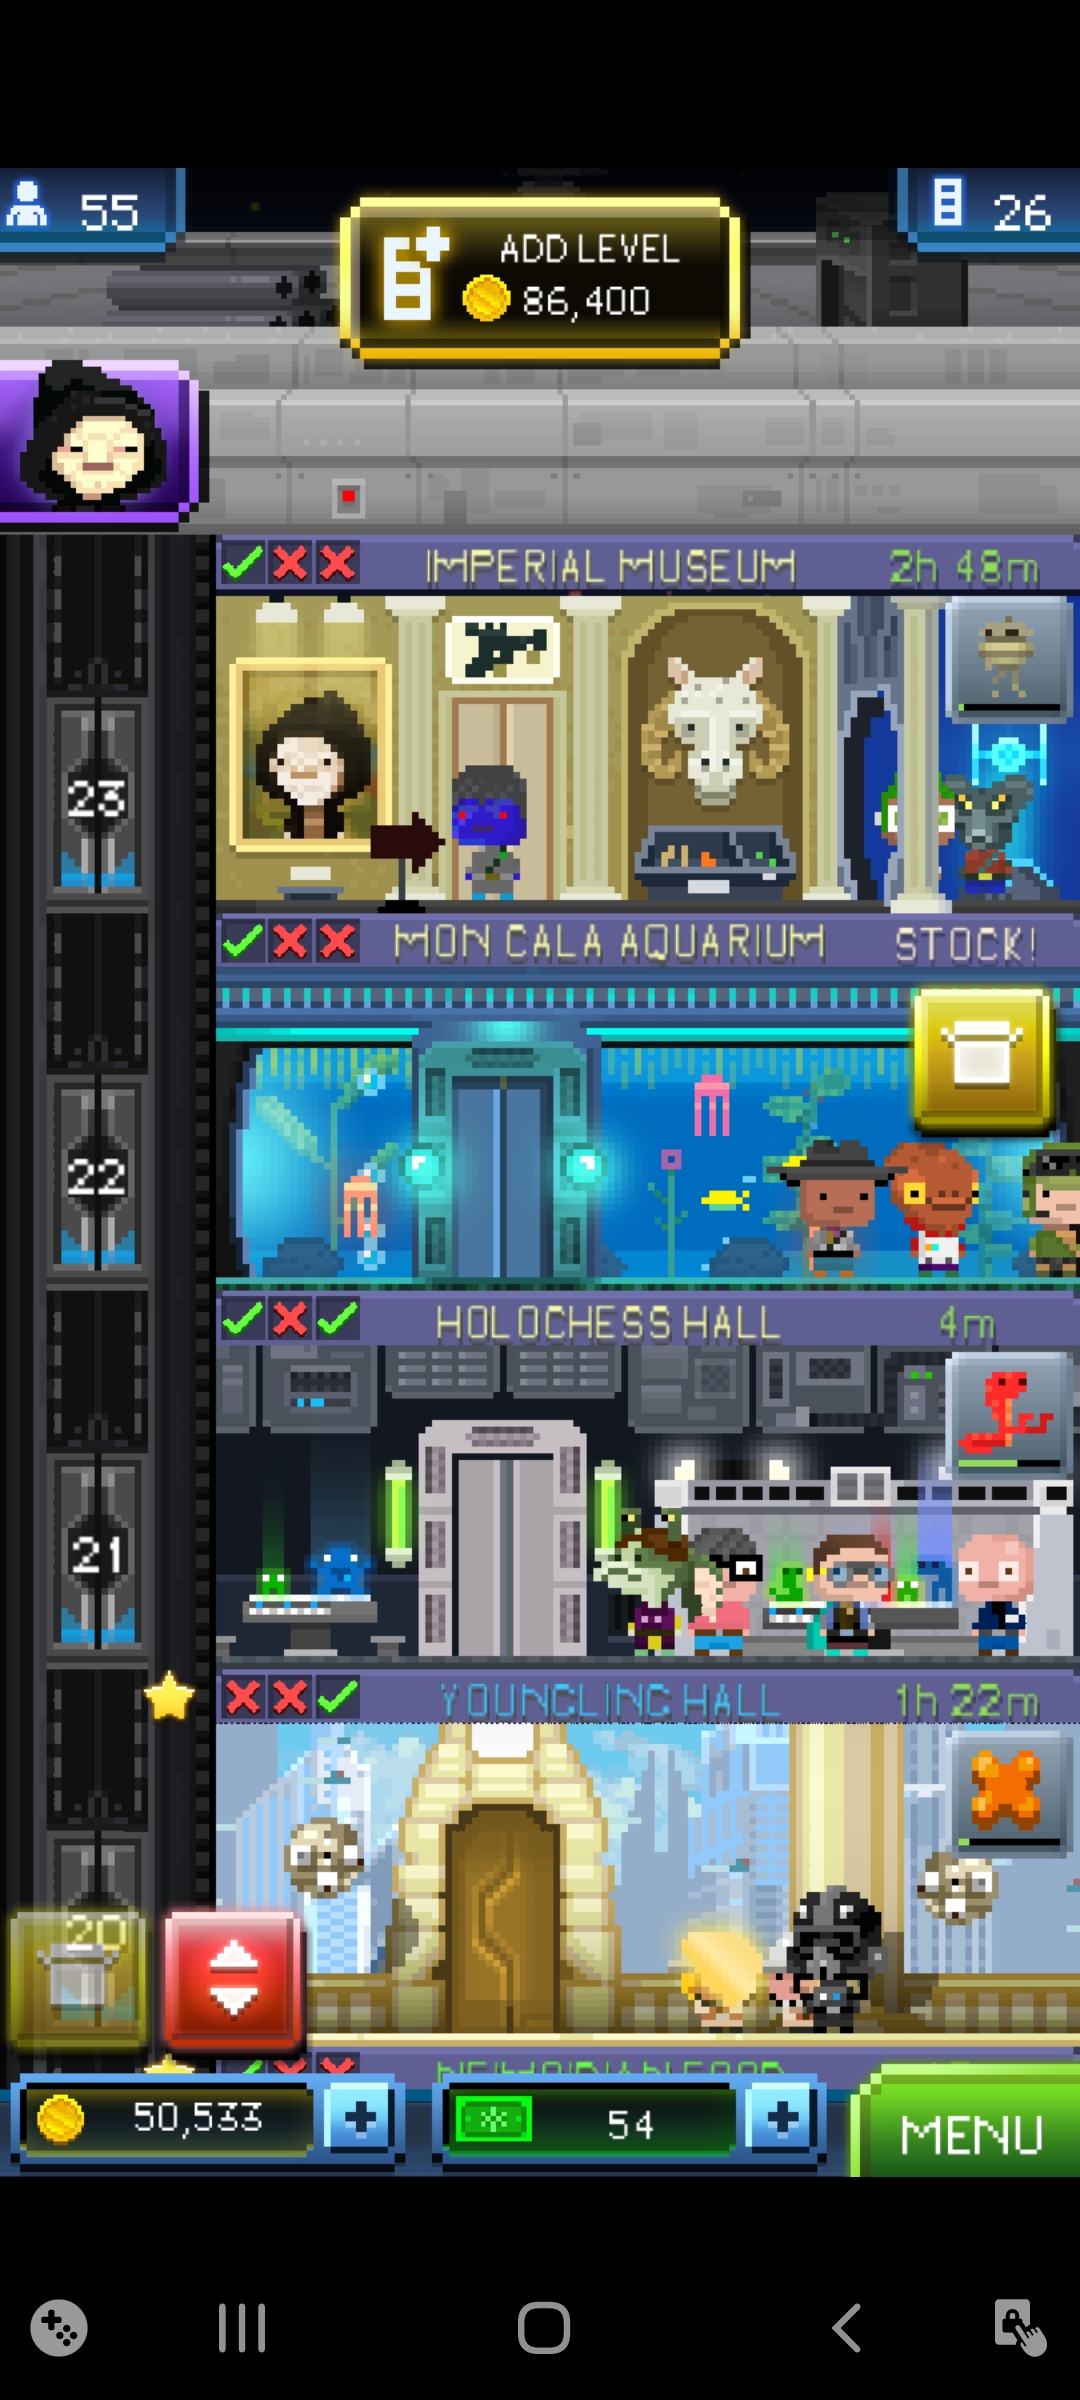 55
ADD LEVEL
86,400
26
IMPERIAL MUSEUM 2h 48m
23
MON CALA AQUARIUM STOCK!
22
HOLOCHESS HALL 4m
21
YOUNGLING HALL 1h 22m
20
50,533
54
MENU